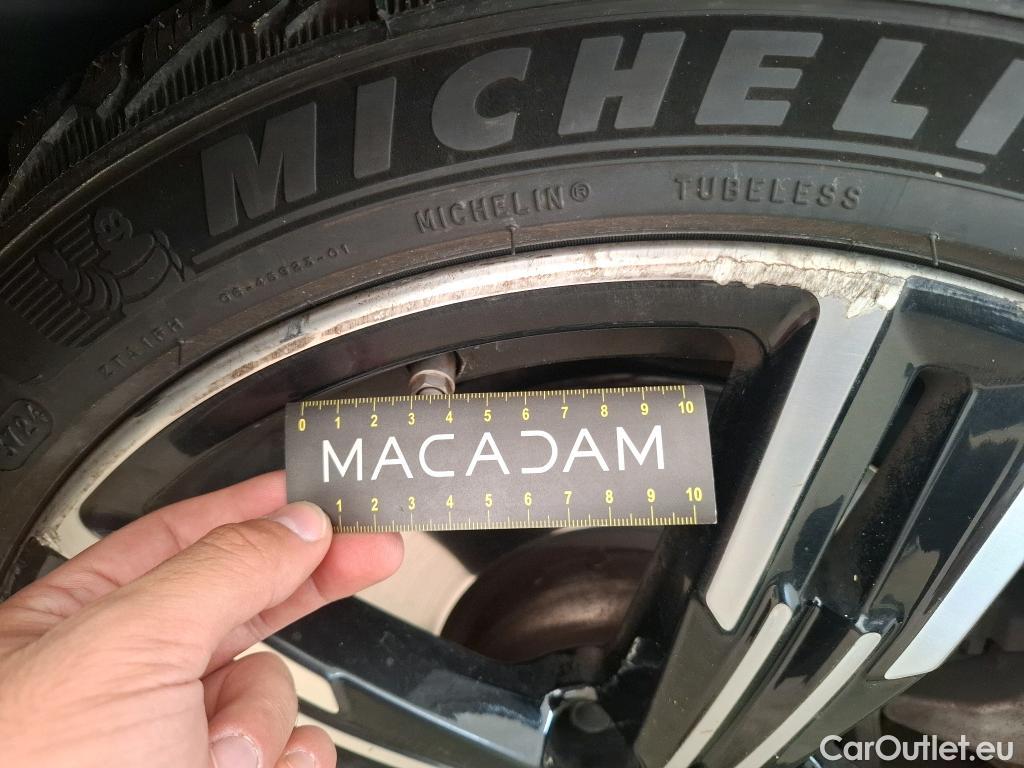 MICHELI
MICHELIN® TUBELESS
ZTAIFH
0 1 2 3 4 5 6 7 8 9 10
MACADAM
1 2 3 4 5 6 7 8 9 10
CarOutlet.eu